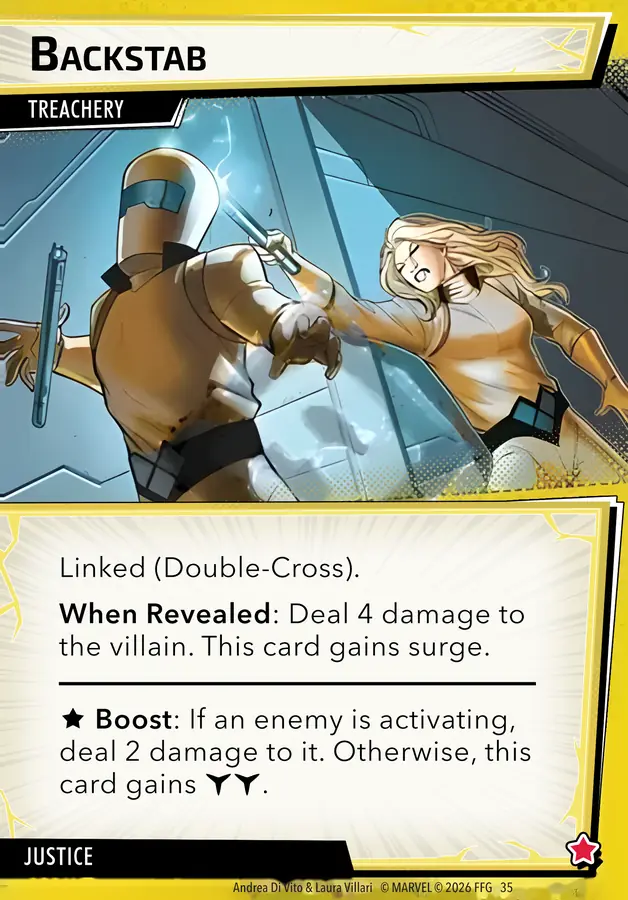 BACKSTAB
TREACHERY
Linked (Double-Cross).
When Revealed: Deal 4 damage to
the villain. This card gains surge.
★ Boost: If an enemy is activating,
deal 2 damage to it. Otherwise, this
card gains .
JUSTICE
Andrea Di Vito & Laura Villari © MARVEL © 2026 FFG 35